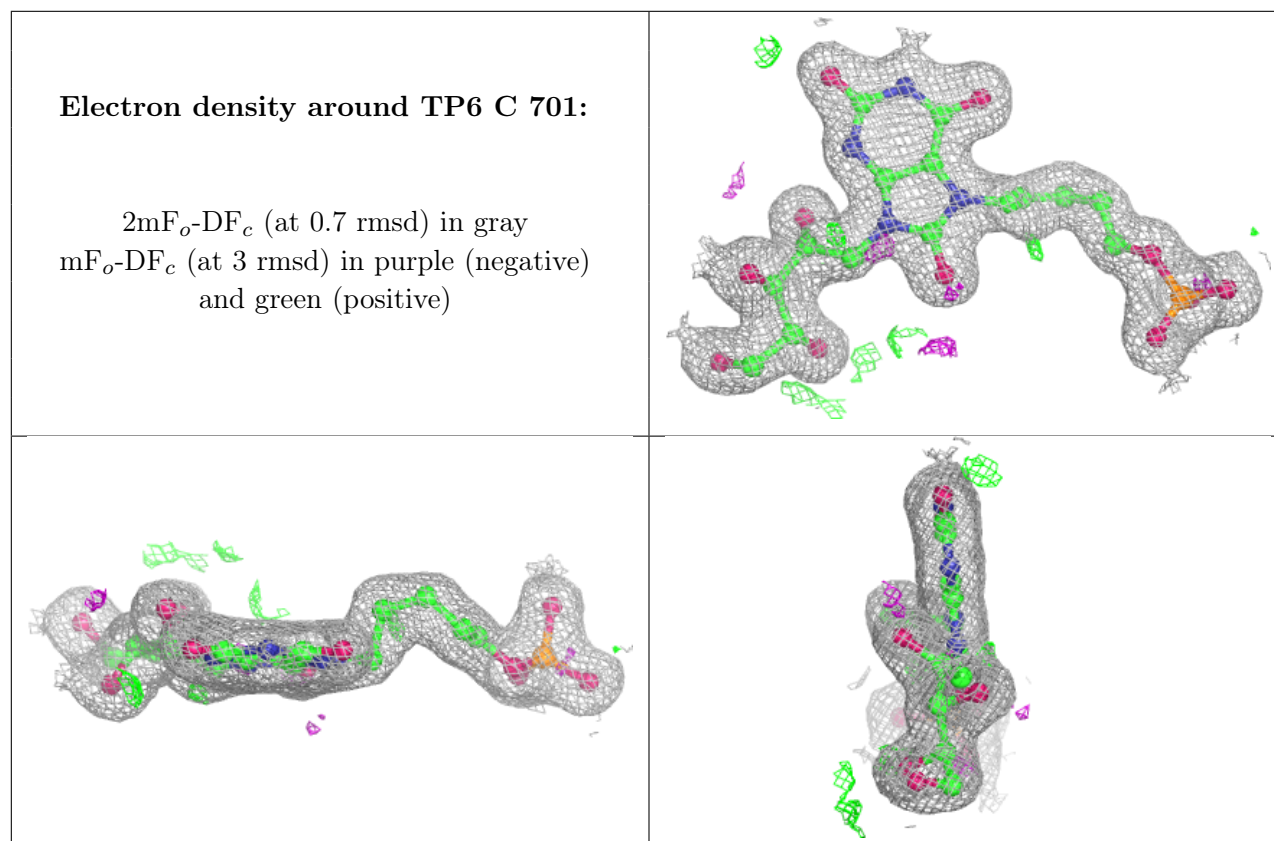 Electron density around TP6 C 701:
2mFo-DFc (at 0.7 rmsd) in gray
mFo-DFc (at 3 rmsd) in purple (negative)
and green (positive)